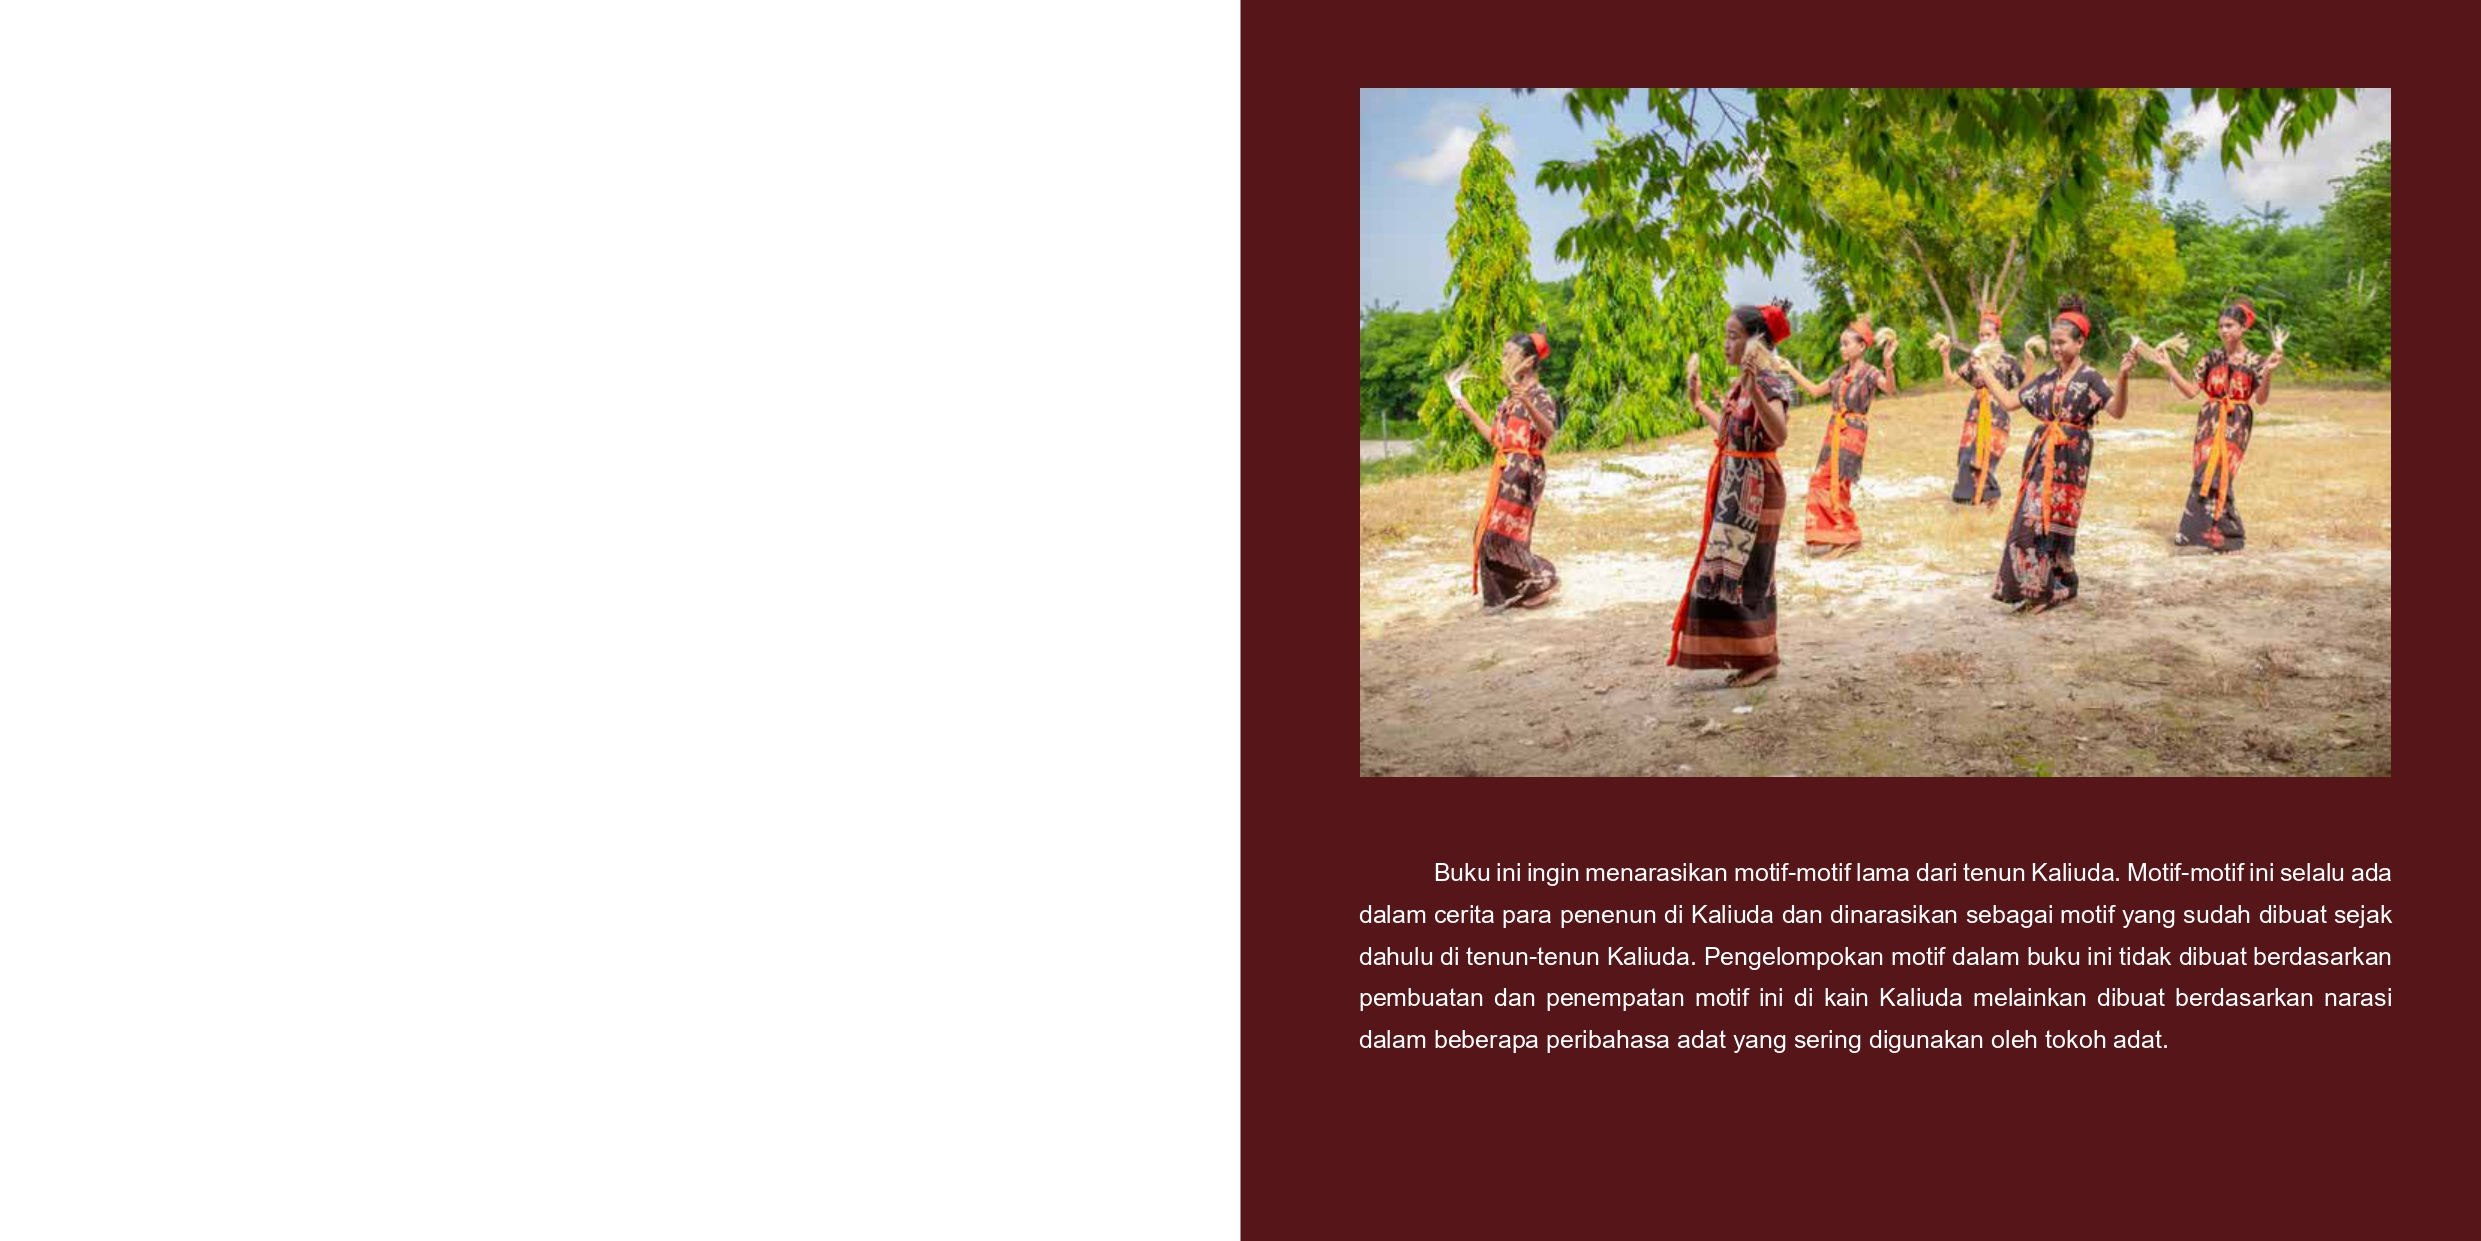 Buku ini ingin menarasikan motif-motif lama dari tenun Kaliuda. Motif-motif ini selalu ada
dalam cerita para penenun di Kaliuda dan dinarasikan sebagai motif yang sudah dibuat sejak
dahulu di tenun-tenun Kaliuda. Pengelompokan motif dalam buku ini tidak dibuat berdasarkan
pembuatan dan penempatan motif ini di kain Kaliuda melainkan dibuat berdasarkan narasi
dalam beberapa peribahasa adat yang sering digunakan oleh tokoh adat.